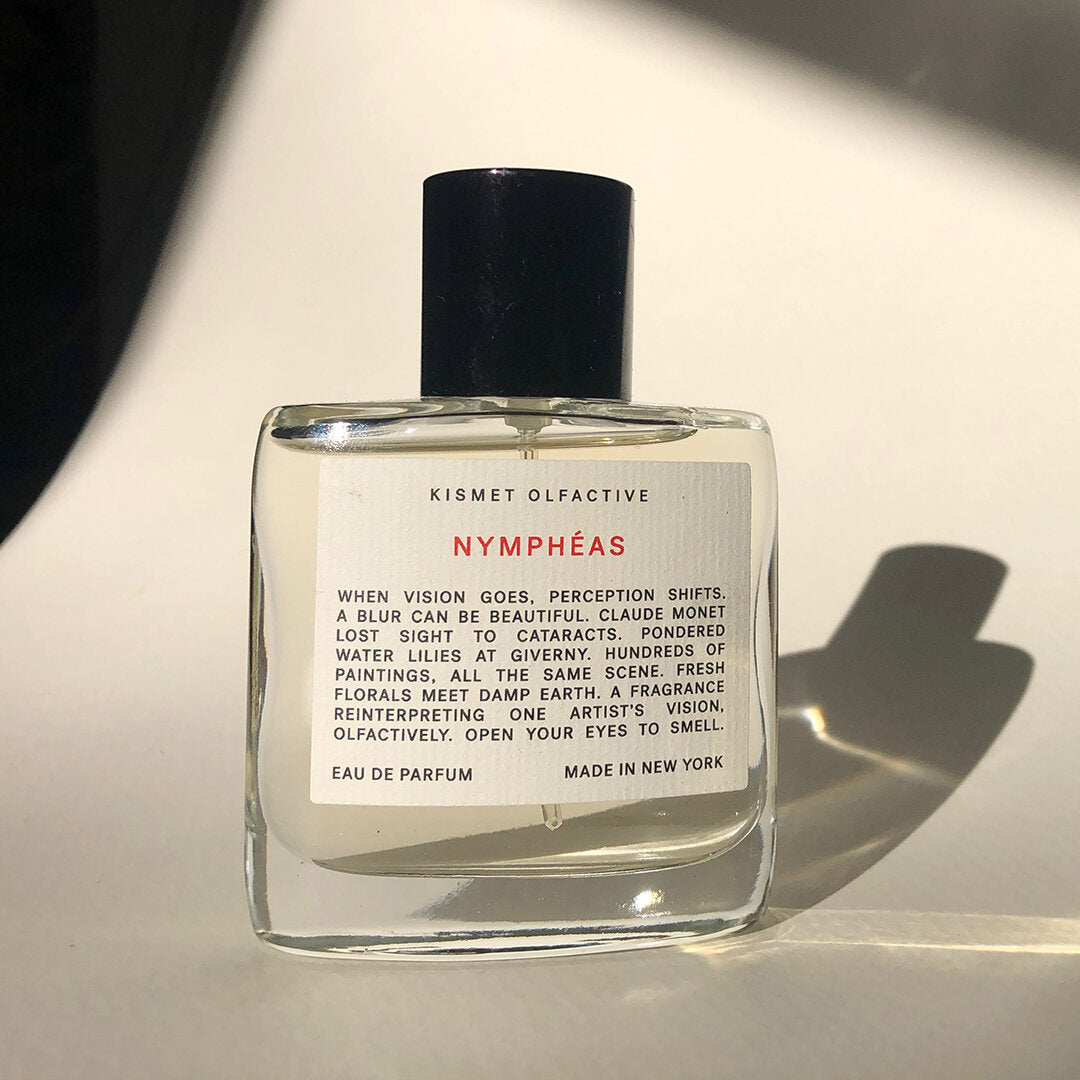 KISMET OLFACTIVE
NYMPHÉAS
WHEN VISION GOES, PERCEPTION SHIFTS.
A BLUR CAN BE BEAUTIFUL. CLAUDE MONET
LOST SIGHT TO CATARACTS. PONDERED
WATER LILIES AT GIVERNY. HUNDREDS OF
PAINTINGS, ALL THE SAME SCENE. FRESH
FLORALS MEET DAMP EARTH. A FRAGRANCE
REINTERPRETING ONE ARTIST'S VISION,
OLFACTIVELY. OPEN YOUR EYES TO SMELL.
EAU DE PARFUM MADE IN NEW YORK